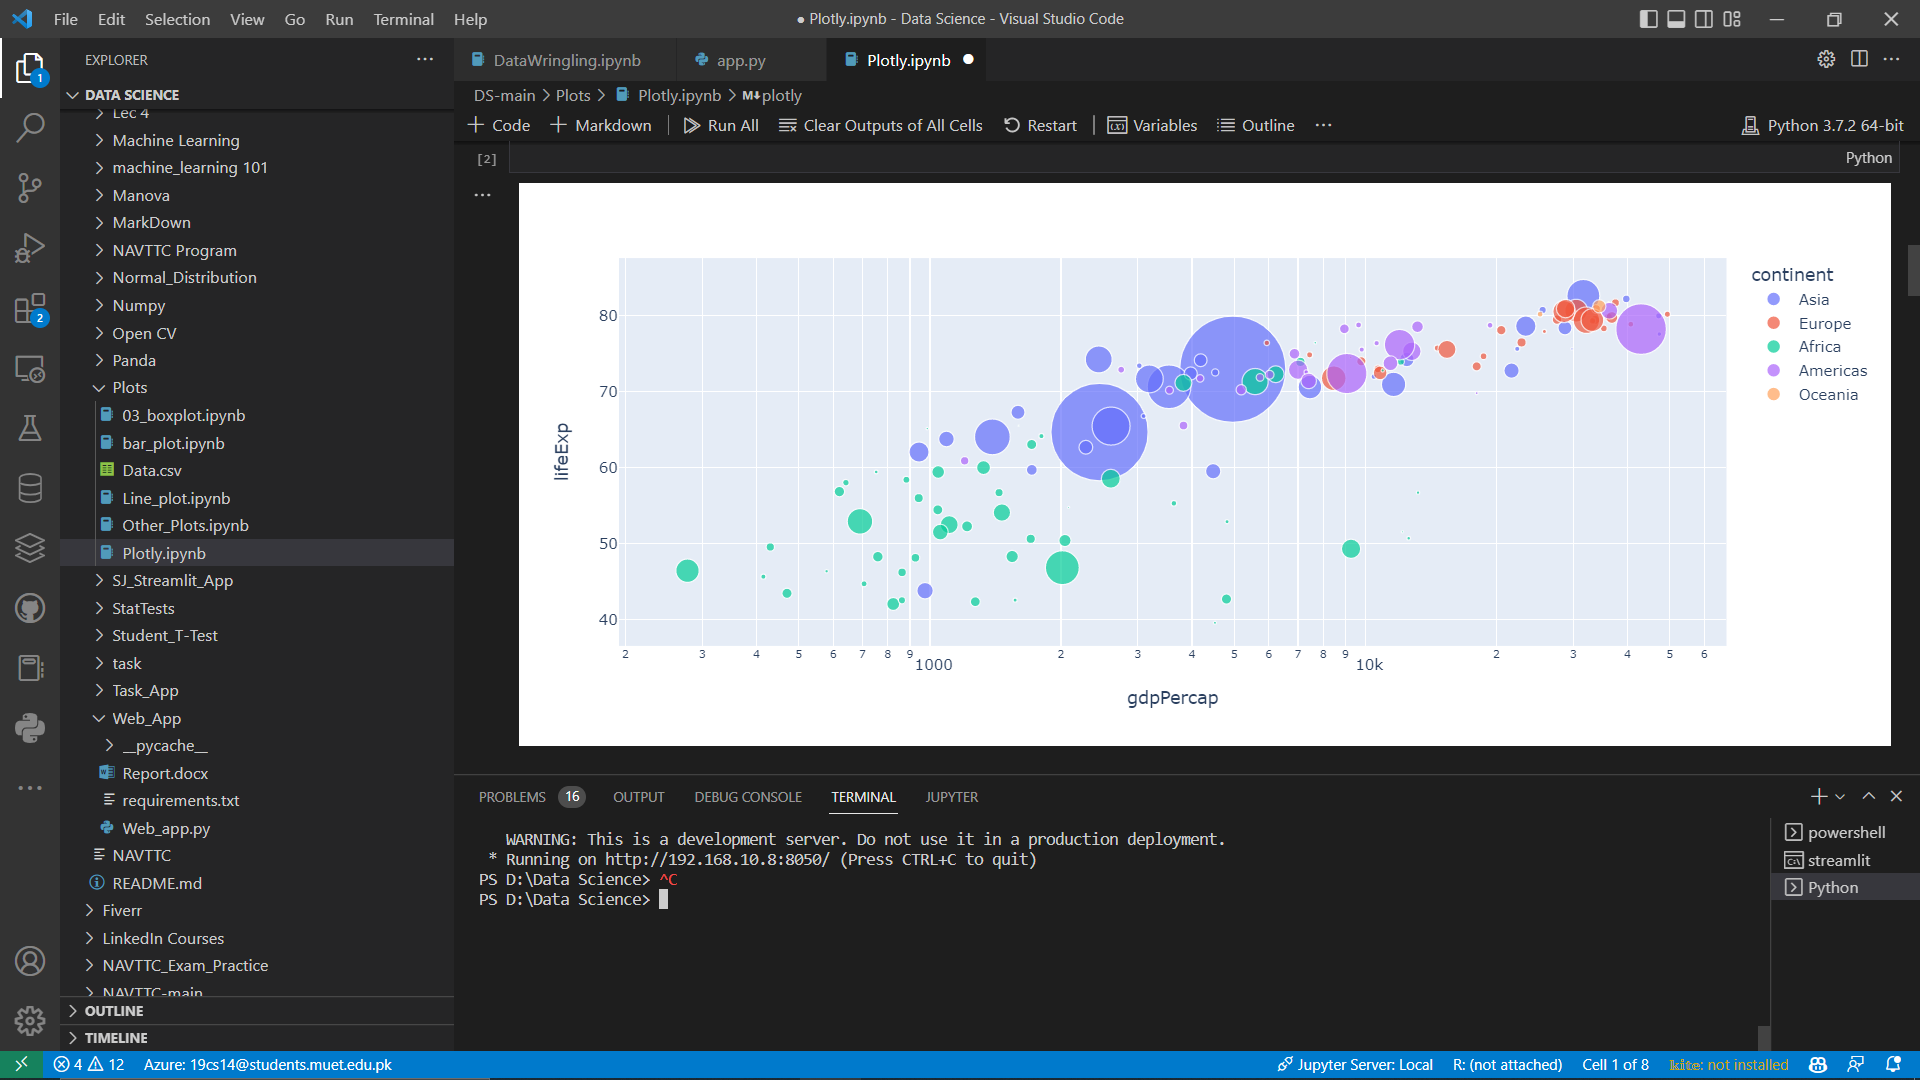 File Edit Selection View Go Run Terminal Help
● Plotly.ipynb - Data Science - Visual Studio Code
EXPLORER
1
DATA SCIENCE
Lec 4
Machine Learning
machine_learning 101
Manova
MarkDown
NAVTTC Program
Normal_Distribution
Numpy
2
Open CV
Panda
Plots
03_boxplot.ipynb
bar_plot.ipynb
Data.csv
Line_plot.ipynb
Other_Plots.ipynb
Plotly.ipynb
SJ_Streamlit_App
StatTests
Student_T-Test
task
Task_App
Web_App
__pycache__
Report.docx
requirements.txt
Web_app.py
NAVTTC
README.md
Fiverr
LinkedIn Courses
NAVTTC_Exam_Practice
NAVTTC-main
OUTLINE
TIMELINE
DataWringling.ipynb app.py Plotly.ipynb
DS-main > Plots > Plotly.ipynb > M↓plotly
+ Code + Markdown Run All Clear Outputs of All Cells Restart Variables Outline ...
Python 3.7.2 64-bit
[2]
Python
lifeExp
80
70
60
50
40
2 3 4 5 6 7 8 9 1000 2 3 4 5 6 7 8 9 10k 2 3 4 5 6
gdpPercap
continent
Asia
Europe
Africa
Americas
Oceania
PROBLEMS 16 OUTPUT DEBUG CONSOLE TERMINAL JUPYTER
WARNING: This is a development server. Do not use it in a production deployment.
* Running on http://192.168.10.8:8050/ (Press CTRL+C to quit)
PS D:\Data Science> ^C
PS D:\Data Science>
powershell
streamlit
Python
4 12 Azure: 19cs14@students.muet.edu.pk
Jupyter Server: Local R: (not attached) Cell 1 of 8 kite: not installed